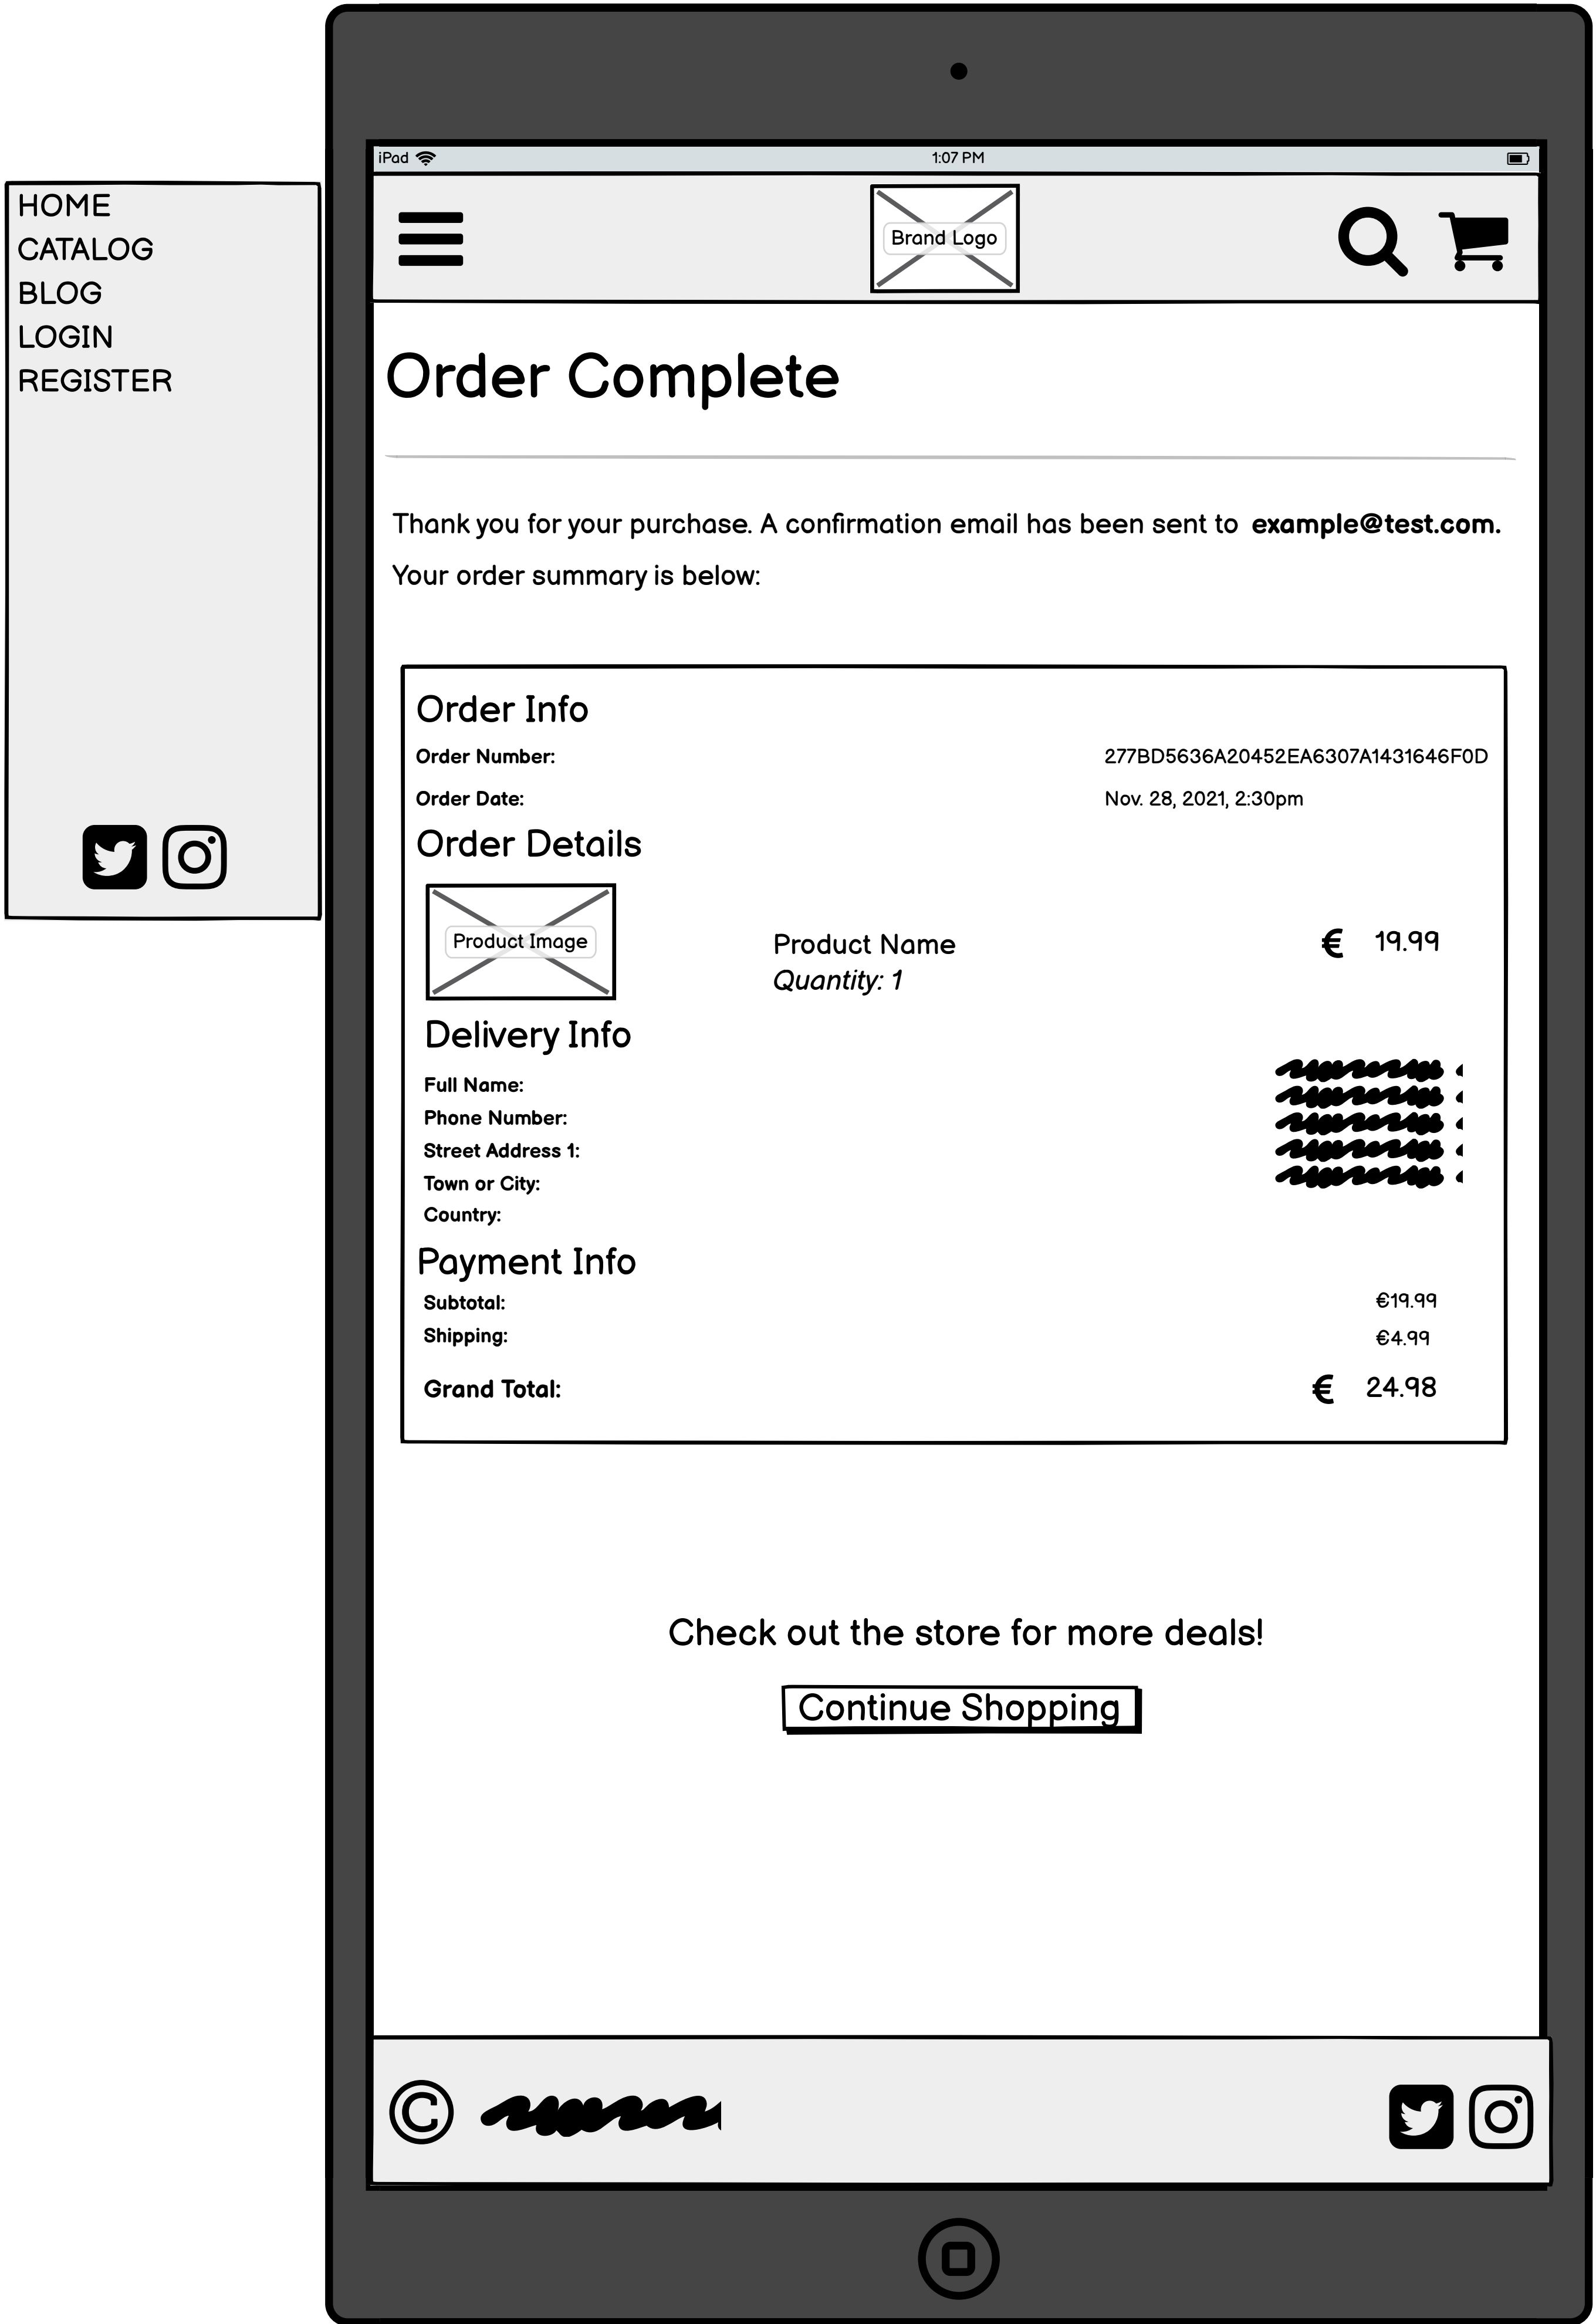 HOME
CATALOG
BLOG
LOGIN
REGISTER
iPad 1:07 PM
Brand Logo
Order Complete
Thank you for your purchase. A confirmation email has been sent to example@test.com.
Your order summary is below:
Order Info
Order Number: 277BD5636A20452EA6307A1431646F0D
Order Date: Nov. 28, 2021, 2:30pm
Order Details
Product Image
Product Name € 19.99
Quantity: 1
Delivery Info
Full Name:
Phone Number:
Street Address 1:
Town or City:
Country:
Payment Info
Subtotal: €19.99
Shipping: €4.99
Grand Total: € 24.98
Check out the store for more deals!
Continue Shopping
©